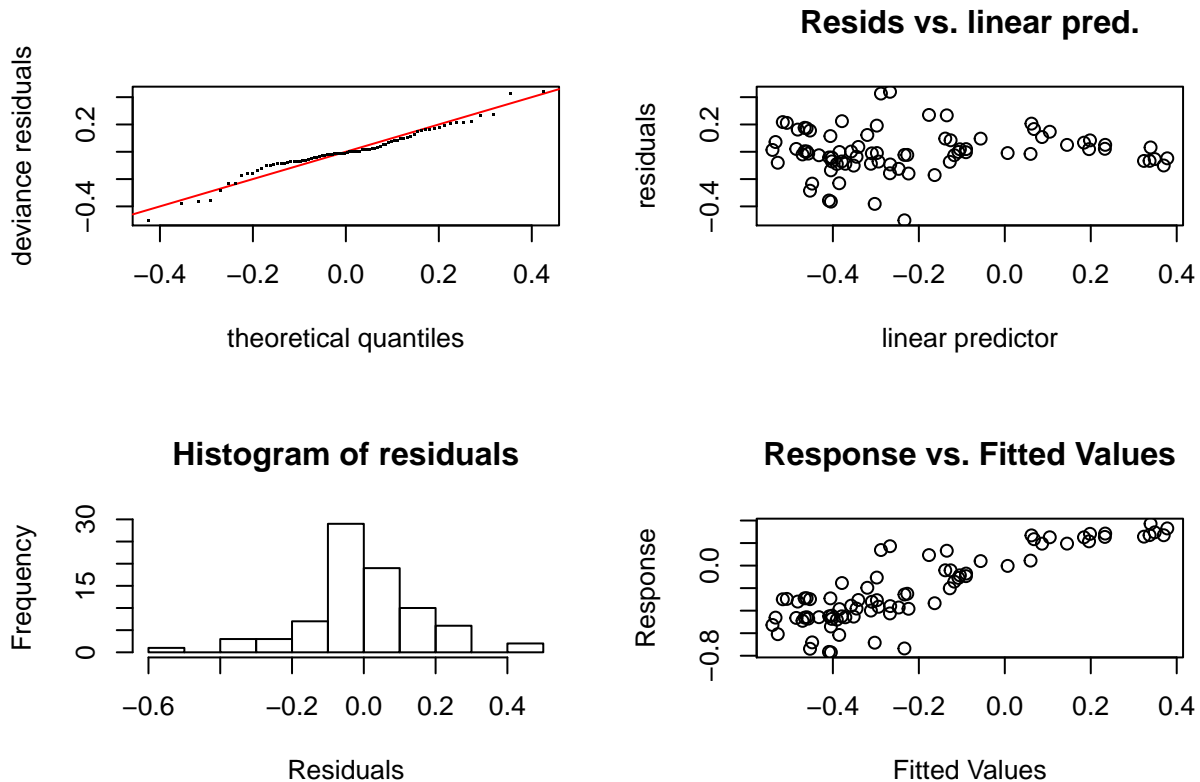 deviance residuals
0.2
−0.4
−0.4
−0.2
0.0
0.2
0.4
theoretical quantiles
Resids vs. linear pred.
residuals
0.2
−0.4
−0.4
−0.2
0.0
0.2
0.4
linear predictor
Histogram of residuals
Frequency
30
15
0
−0.6
−0.2
0.0
0.2
0.4
Residuals
Response vs. Fitted Values
Response
0.0
−0.8
−0.4
−0.2
0.0
0.2
0.4
Fitted Values